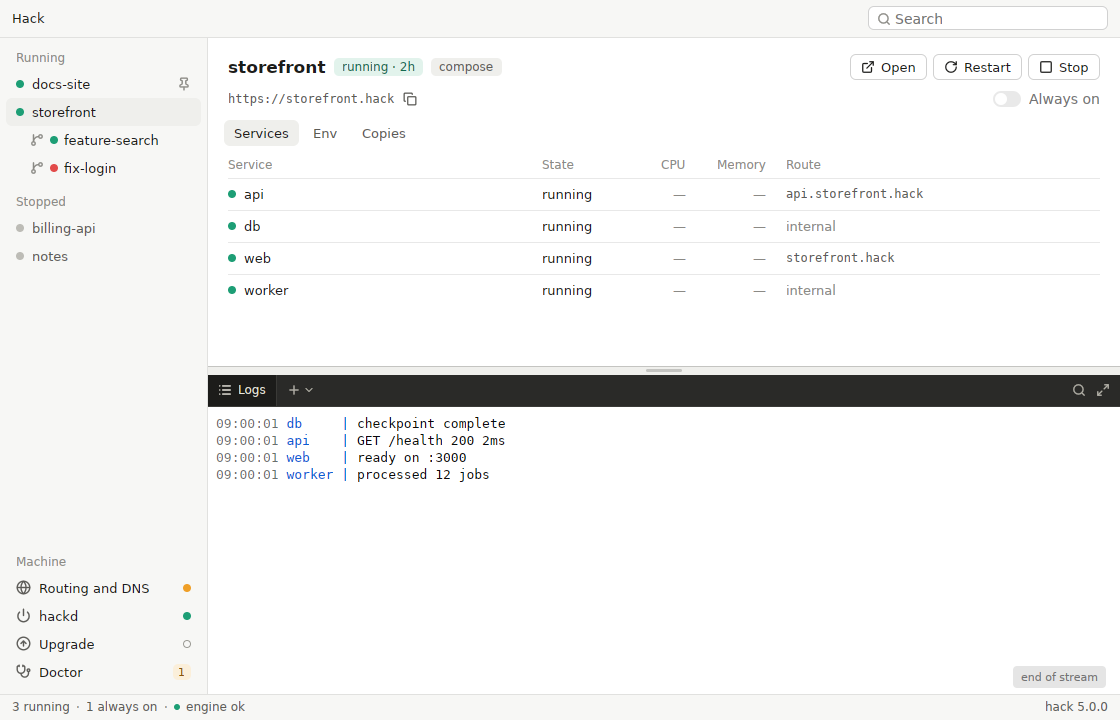 Hack
Search
Running
docs-site
storefront
feature-search
fix-login
Stopped
billing-api
notes
Machine
Routing and DNS
hackd
Upgrade
Doctor 1
storefront running · 2h compose
Open Restart Stop
https://storefront.hack
Always on
Services Env Copies
Service State CPU Memory Route
api running — — api.storefront.hack
db running — — internal
web running — — storefront.hack
worker running — — internal
Logs
09:00:01 db | checkpoint complete
09:00:01 api | GET /health 200 2ms
09:00:01 web | ready on :3000
09:00:01 worker | processed 12 jobs
end of stream
3 running · 1 always on · engine ok
hack 5.0.0